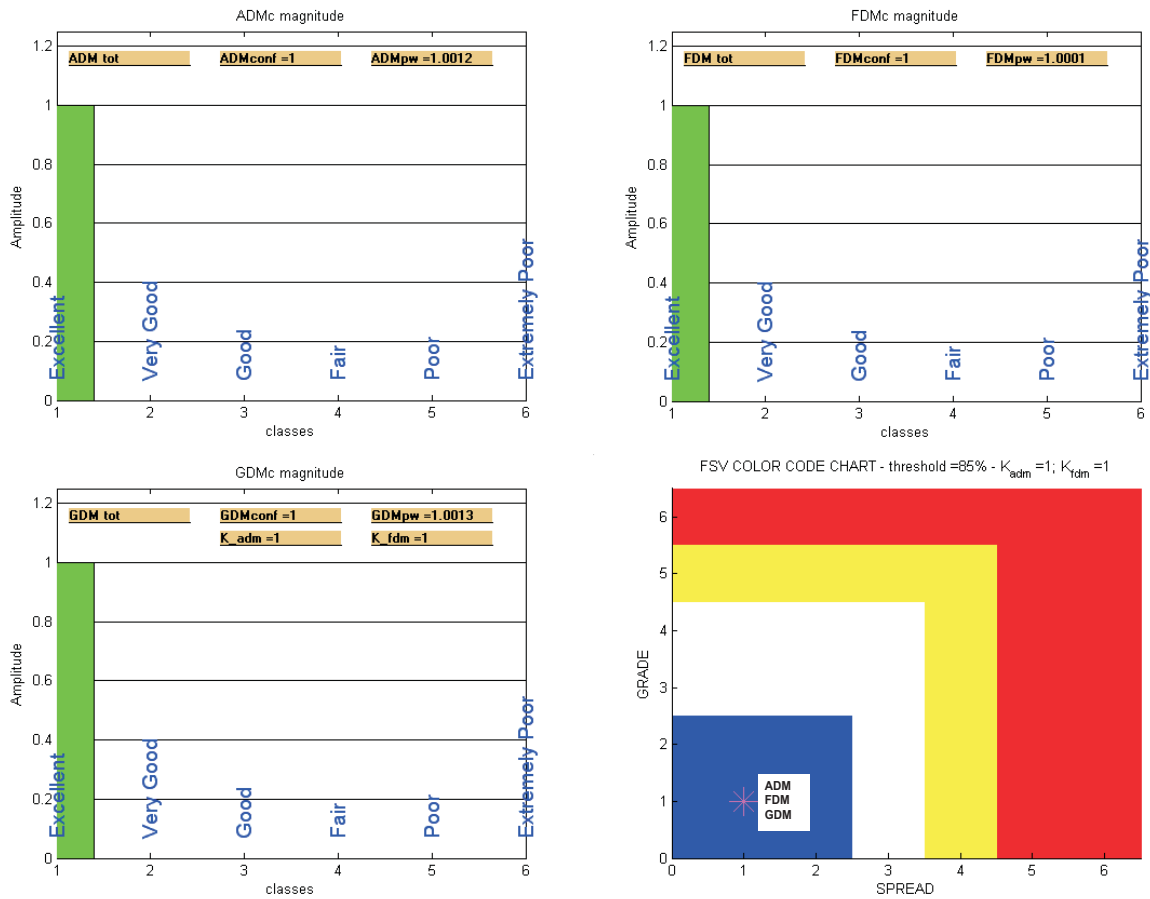 ADMc magnitude
1.2
1
0.8
0.6
0.4
0.2
0
Amplitude
ADM tot
ADMconf =1
ADMpw =1.0012
Excellent
Very Good
Good
Fair
Poor
Extremely Poor
1 2 3 4 5 6
classes
FDMc magnitude
1.2
1
0.8
0.6
0.4
0.2
0
Amplitude
FDM tot
FDMconf =1
FDMpw =1.0001
Excellent
Very Good
Good
Fair
Poor
Extremely Poor
1 2 3 4 5 6
classes
GDMc magnitude
1.2
1
0.8
0.6
0.4
0.2
0
Amplitude
GDM tot
GDMconf =1
GDMpw =1.0013
K_adm =1
K_fdm =1
Excellent
Very Good
Good
Fair
Poor
Extremely Poor
1 2 3 4 5 6
classes
FSV COLOR CODE CHART - threshold =85% - Kadm =1; Kfdm =1
6
5
4
3
2
1
0
GRADE
ADM
FDM
GDM
0 1 2 3 4 5 6
SPREAD